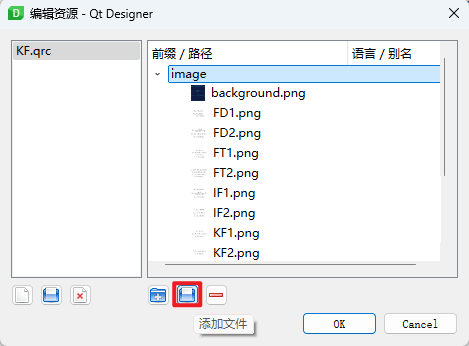 编辑资源 - Qt Designer
KF.qrc
前缀 / 路径 语言 / 别名
image
background.png
FD1.png
FD2.png
FT1.png
FT2.png
IF1.png
IF2.png
KF1.png
KF2.png
添加文件
OK Cancel